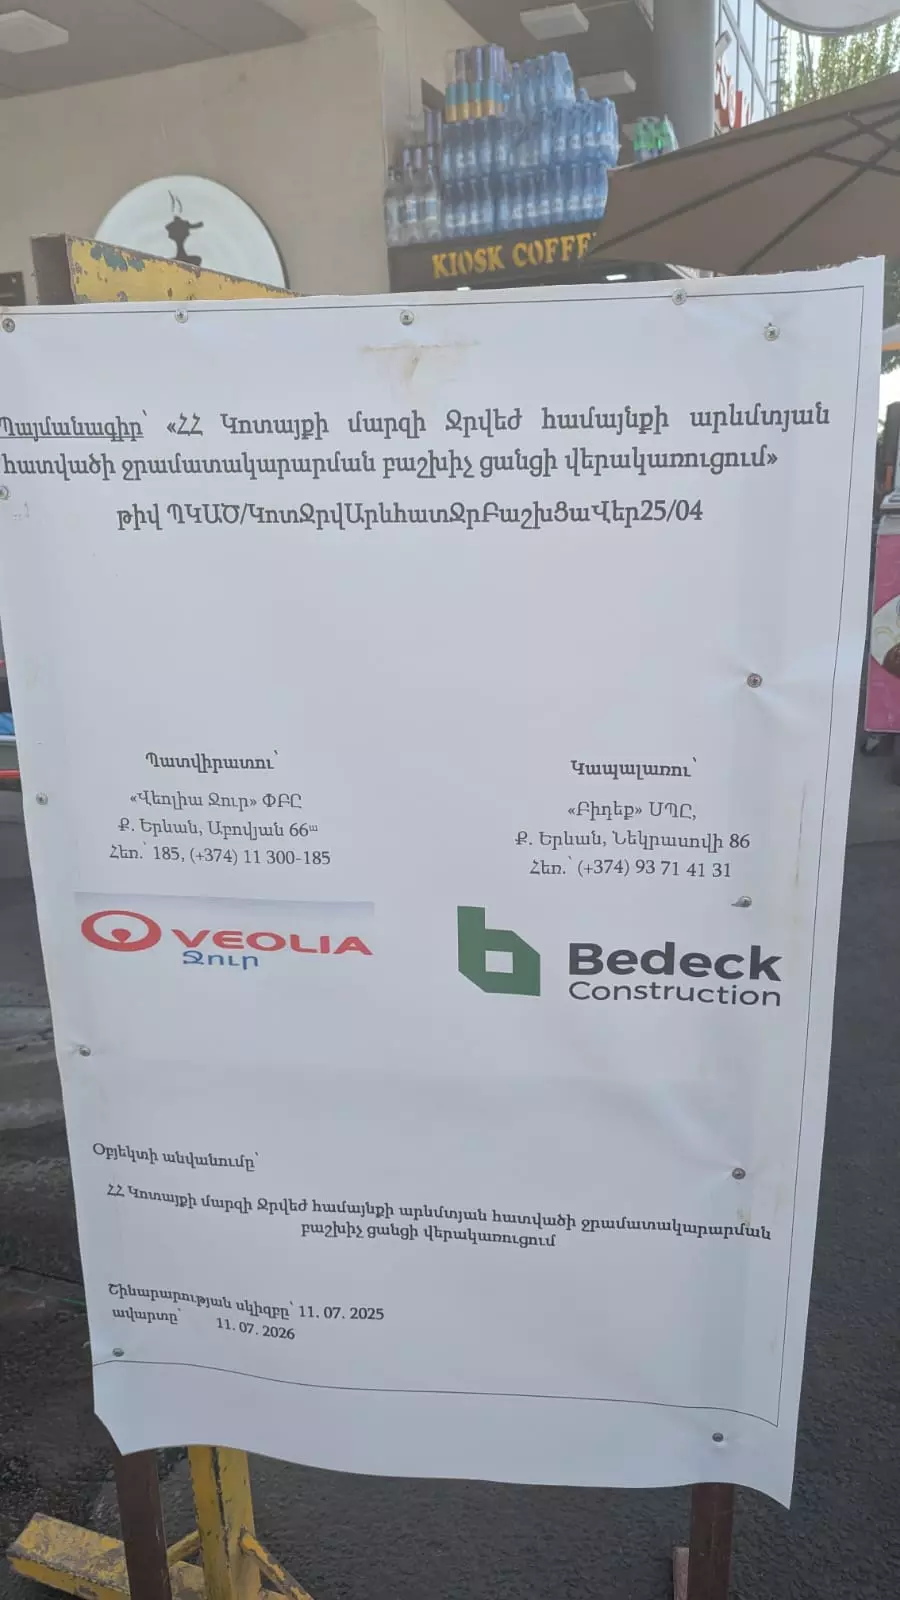 KIOSK COFFE
Պայմանագիր՝ «ՀՀ Կոտայքի մարզի Ջրվեժ համայնքի արևմտյան
հատվածի ջրամատակարարման բաշխիչ ցանցի վերակառուցում»
թիվ ՊԿԱԾ/ԿոտՋրվԱրևհատՋրԲաշխՑաՎեր25/04
Պատվիրատու՝
«Վեոլիա Ջուր» ՓԲԸ
Ք. Երևան, Աբովյան 66ա
Հեռ.՝ 185, (+374) 11 300-185
VEOLIA
Ջուր
Կապալառու՝
«Բիդեք» ՍՊԸ,
Ք. Երևան, Նեկրասովի 86
Հեռ.՝ (+374) 93 71 41 31
Bedeck
Construction
Օբյեկտի անվանումը՝
ՀՀ Կոտայքի մարզի Ջրվեժ համայնքի արևմտյան հատվածի ջրամատակարարման
բաշխիչ ցանցի վերակառուցում
Շինարարության սկիզբը՝ 11. 07. 2025
ավարտը՝ 11. 07. 2026